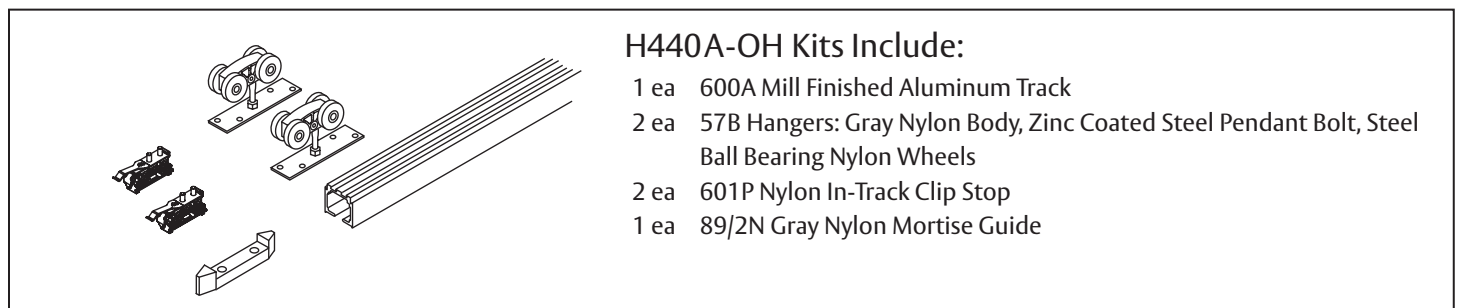 H440A-OH Kits Include:
1 ea 600A Mill Finished Aluminum Track
2 ea 57B Hangers: Gray Nylon Body, Zinc Coated Steel Pendant Bolt, Steel
Ball Bearing Nylon Wheels
2 ea 601P Nylon In-Track Clip Stop
1 ea 89/2N Gray Nylon Mortise Guide